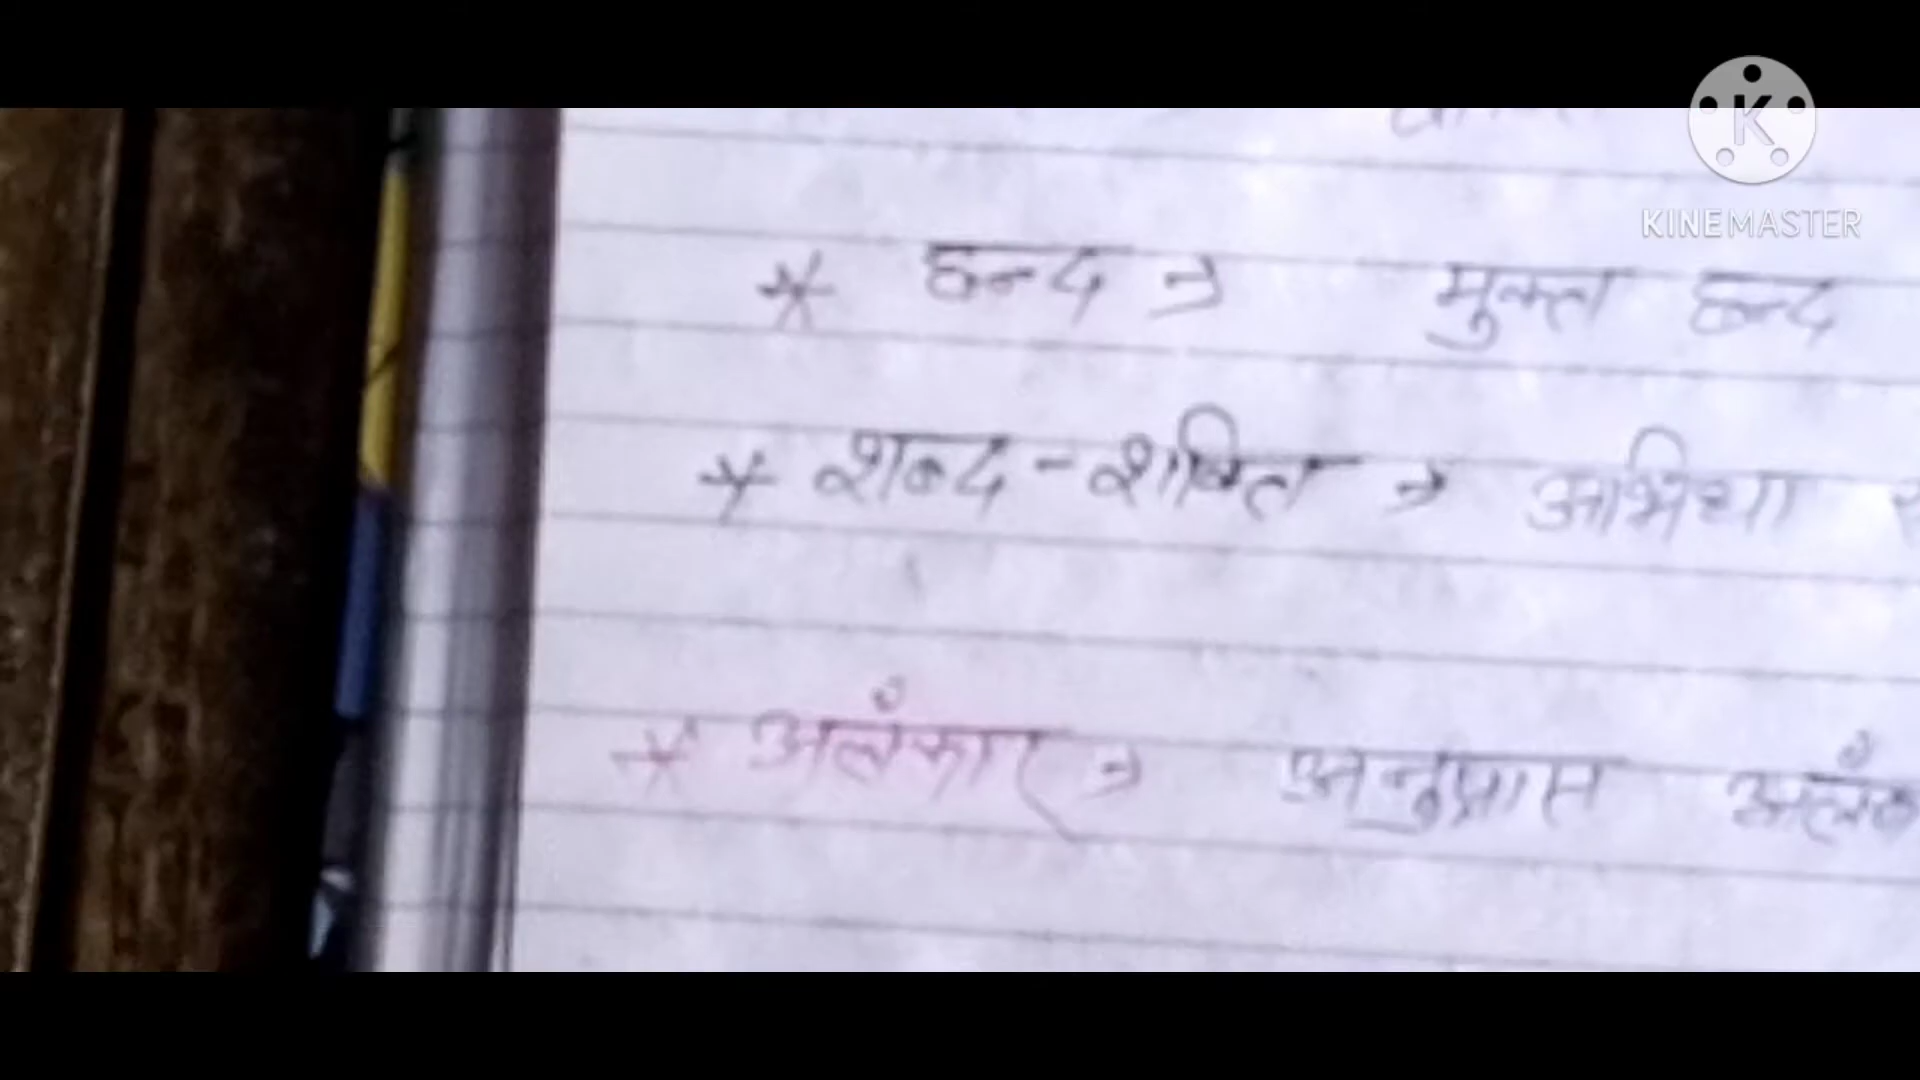 KINEMASTER
* छन्द → मुक्त छन्द
* शब्द-शक्ति → अभिधा
* अलंकार → अनुप्रास